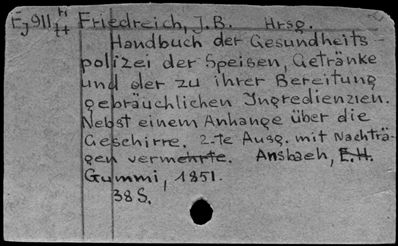 Fj 911, Friedreich, J.B. Hrsg.
Handbuch der Gesundheits-
polizei der Speisen, Getränke
und der zu ihrer Bereitung
gebräuchlichen Ingredienzien.
Nebst einem Anhange über die
Geschirre. 2-te Ausg. mit Nachträ-
gen vermehrte. Ansbach, E.H.
Gummi, 1851.
38 S.